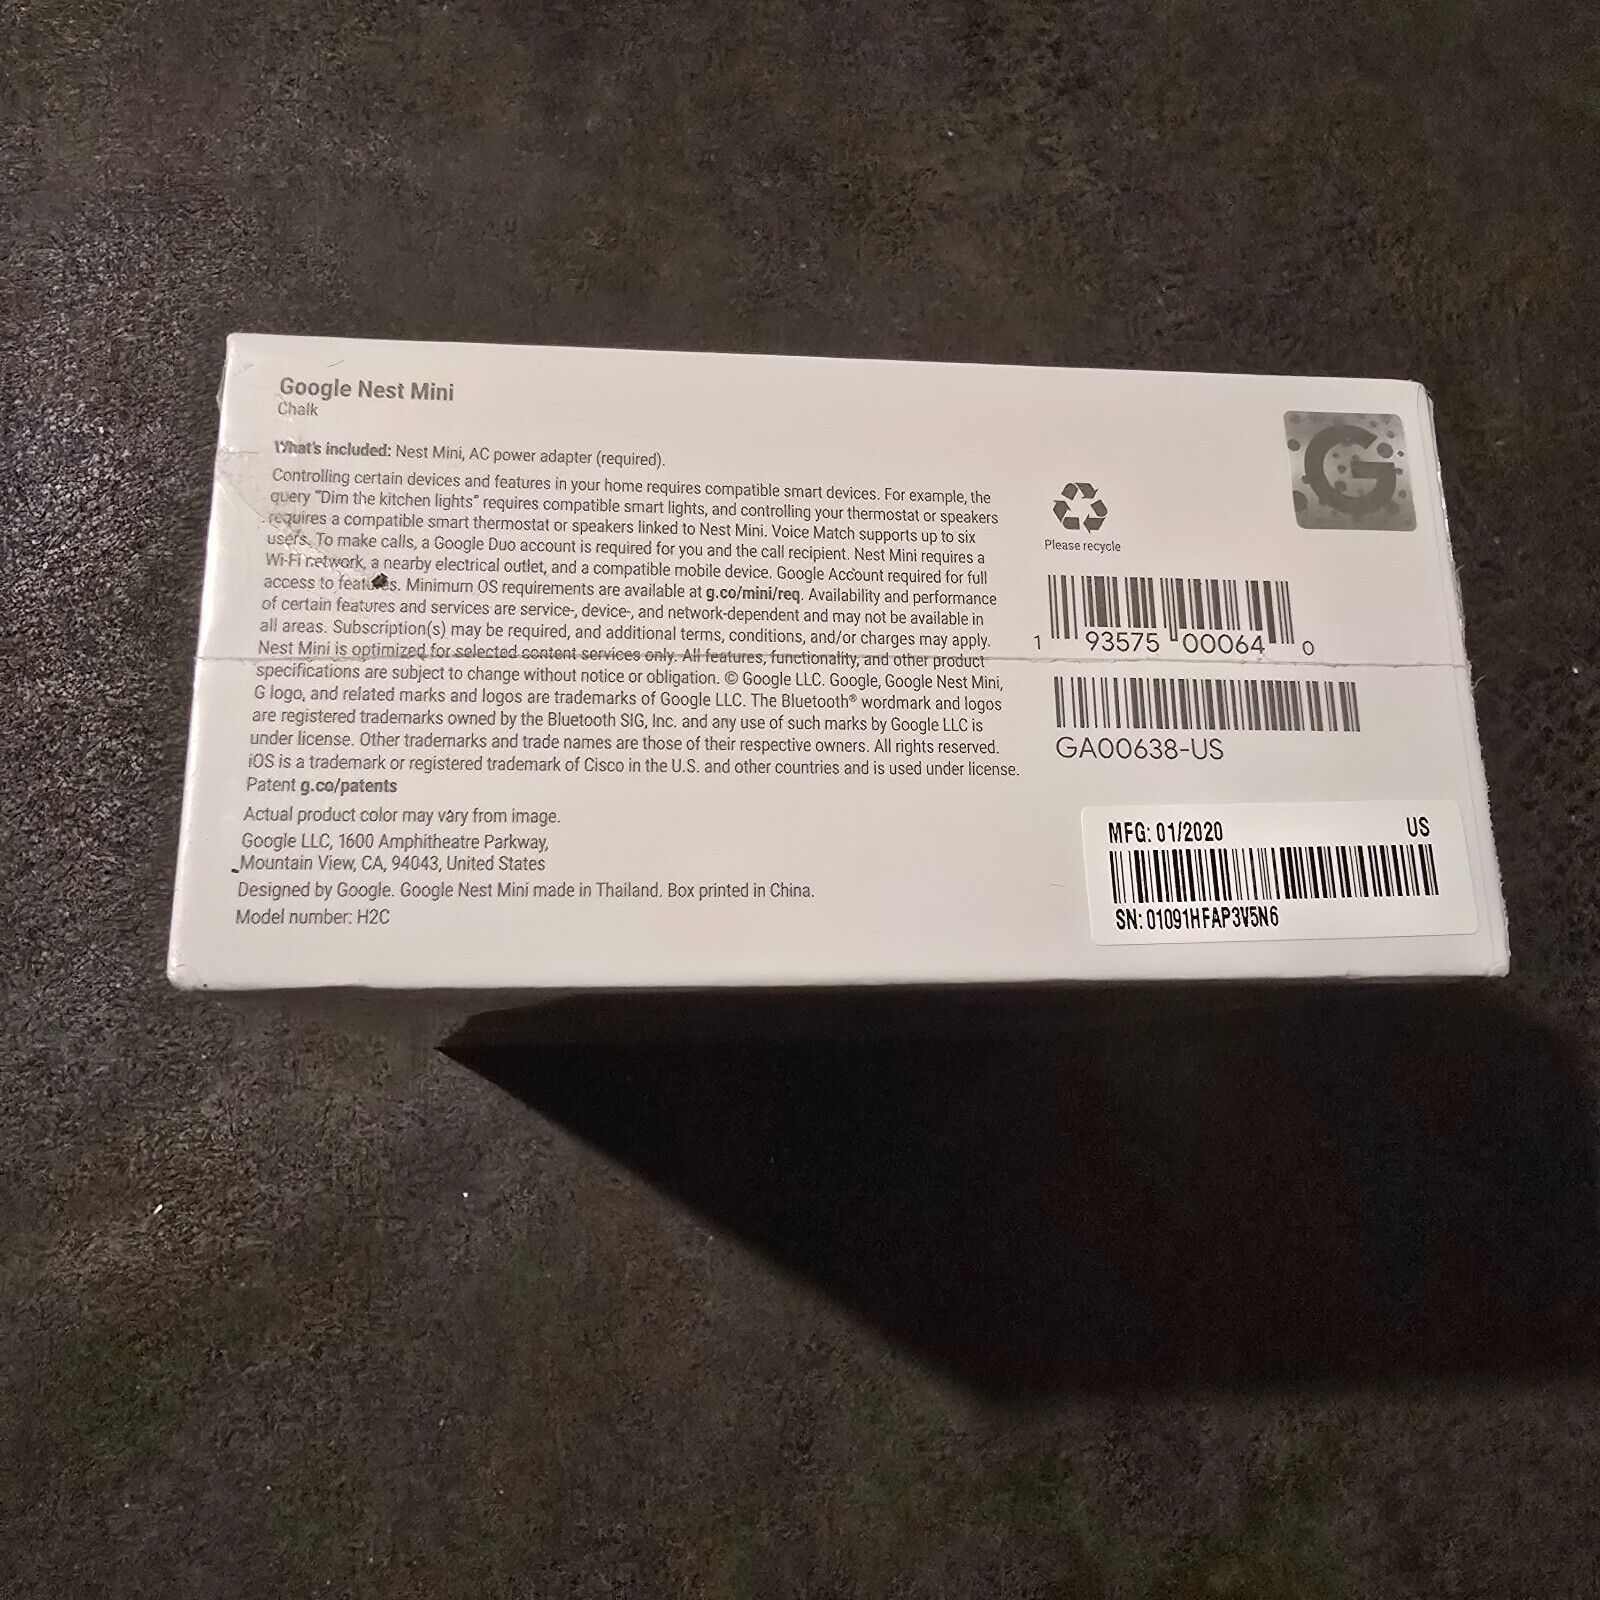 Google Nest Mini
Chalk
What's included: Nest Mini, AC power adapter (required).
Controlling certain devices and features in your home requires compatible smart devices. For example, the
query "Dim the kitchen lights" requires compatible smart lights, and controlling your thermostat or speakers
requires a compatible smart thermostat or speakers linked to Nest Mini. Voice Match supports up to six
users. To make calls, a Google Duo account is required for you and the call recipient. Nest Mini requires a
Wi-Fi network, a nearby electrical outlet, and a compatible mobile device. Google Account required for full
access to features. Minimum OS requirements are available at g.co/mini/req. Availability and performance
of certain features and services are service-, device-, and network-dependent and may not be available in
all areas. Subscription(s) may be required, and additional terms, conditions, and/or charges may apply.
Nest Mini is optimized for selected content services only. All features, functionality, and other product
specifications are subject to change without notice or obligation. © Google LLC. Google, Google Nest Mini,
G logo, and related marks and logos are trademarks of Google LLC. The Bluetooth® wordmark and logos
are registered trademarks owned by the Bluetooth SIG, Inc. and any use of such marks by Google LLC is
under license. Other trademarks and trade names are those of their respective owners. All rights reserved.
iOS is a trademark or registered trademark of Cisco in the U.S. and other countries and is used under license.
Patent g.co/patents
Actual product color may vary from image.
Google LLC, 1600 Amphitheatre Parkway,
Mountain View, CA, 94043, United States
Designed by Google. Google Nest Mini made in Thailand. Box printed in China.
Model number: H2C
G
Please recycle
1 93575 00064 0
GA00638-US
MFG: 01/2020 US
SN: 01091HFAP3V5N6